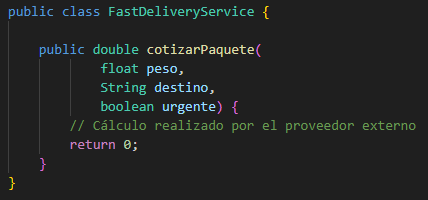 public class FastDeliveryService {
public double cotizarPaquete(
float peso,
String destino,
boolean urgente) {
// Cálculo realizado por el proveedor externo
return 0;
}
}